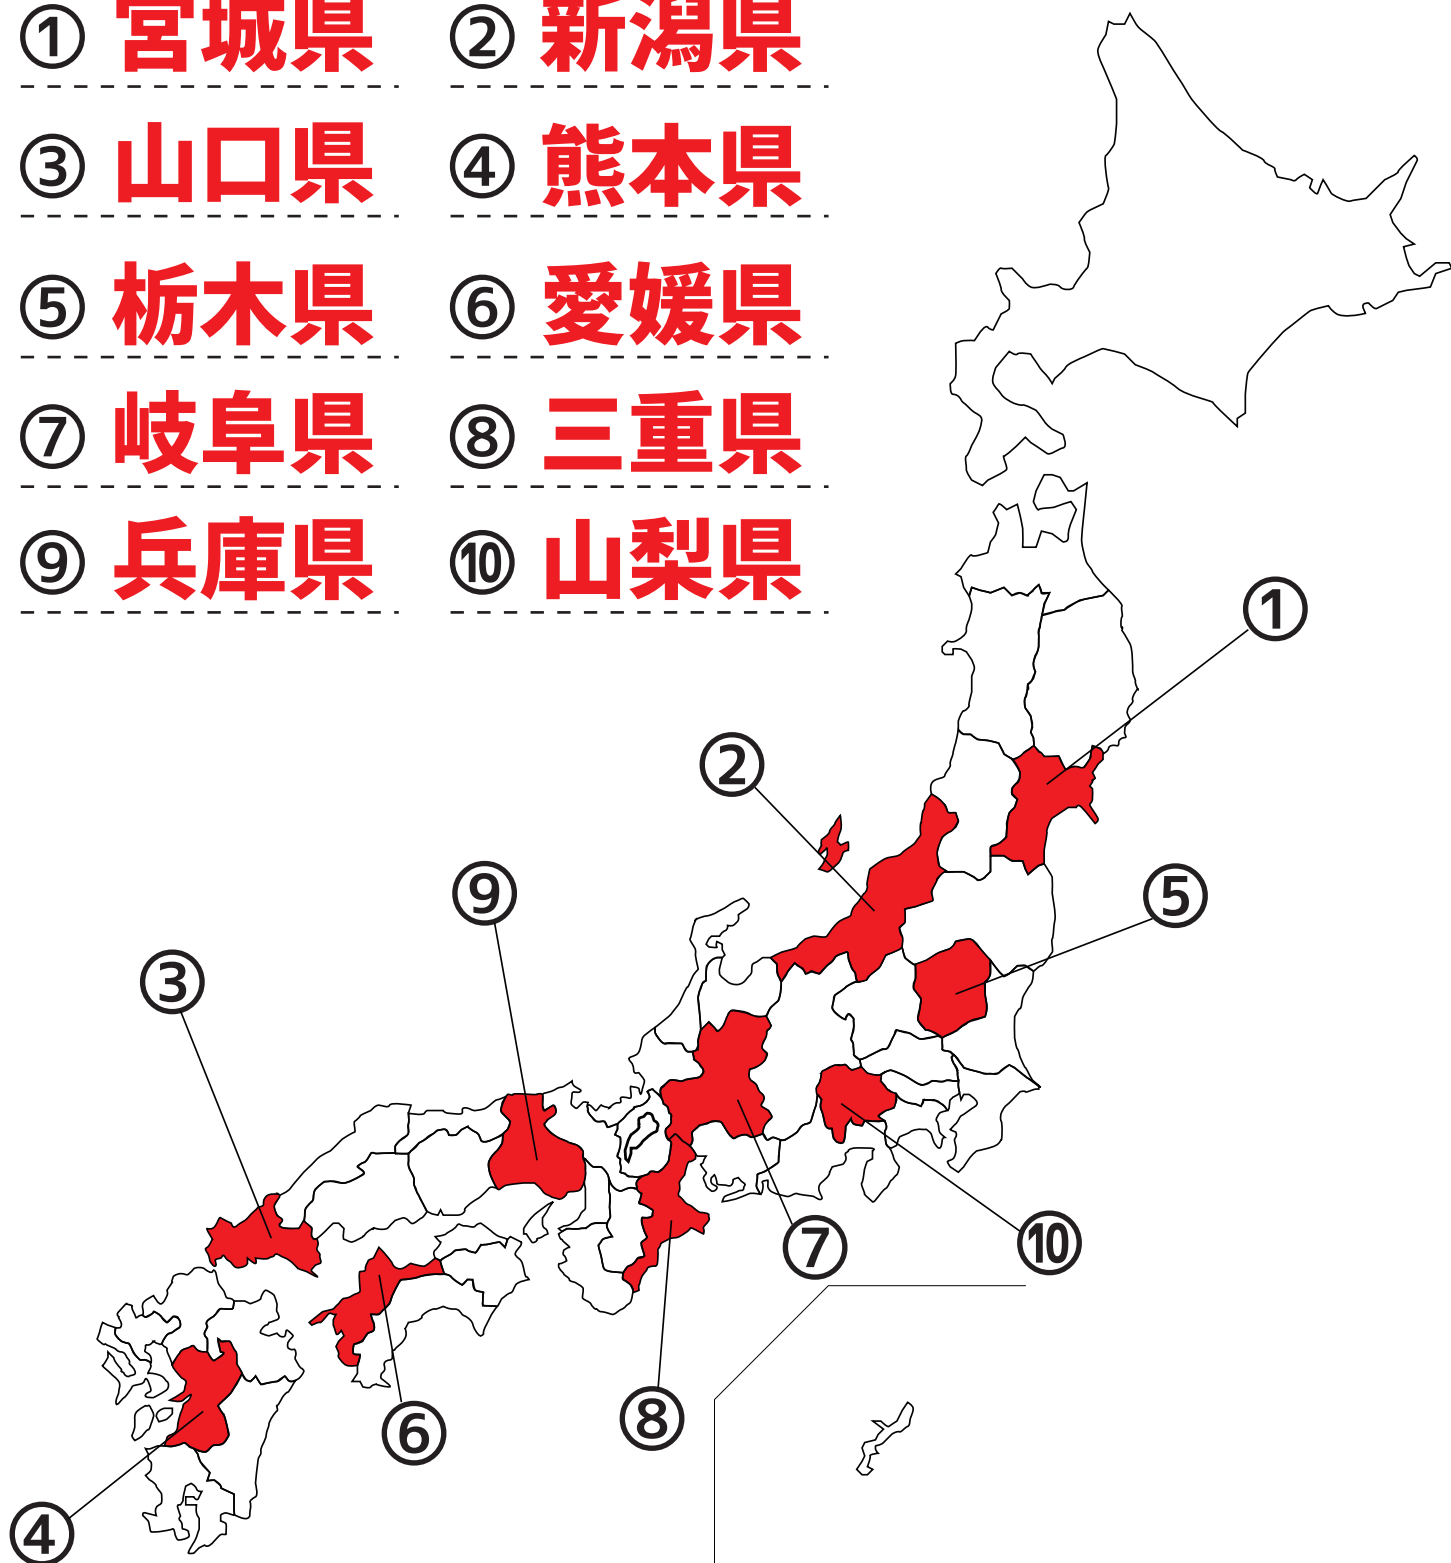 ① 宮城県 ② 新潟県
③ 山口県 ④ 熊本県
⑤ 栃木県 ⑥ 愛媛県
⑦ 岐阜県 ⑧ 三重県
⑨ 兵庫県 ⑩ 山梨県
①
②
⑨
⑤
③
⑦
⑩
⑧
⑥
④